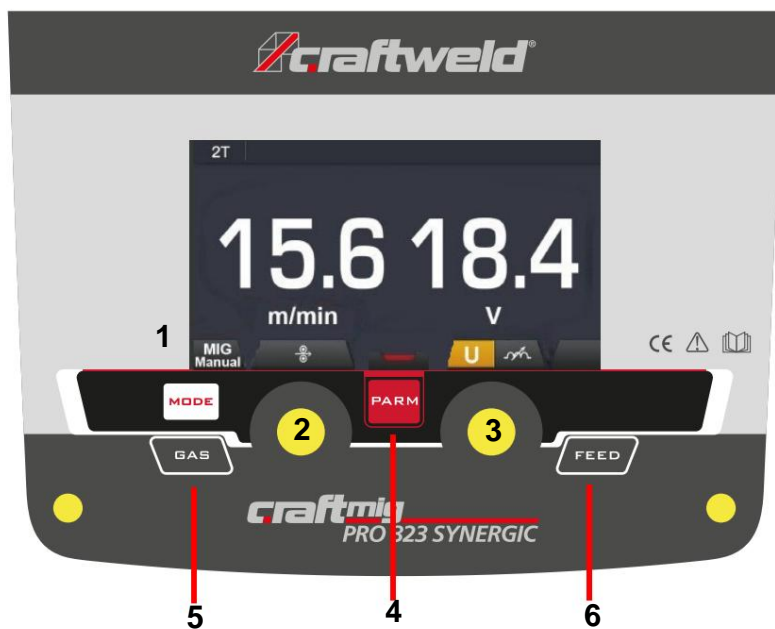 craftweld®
2T
15.6 18.4
m/min V
1
MIG
Manual
U
CE
MODE
PARM
2
3
GAS
FEED
craftmig
PRO 323 SYNERGIC
5
4
6